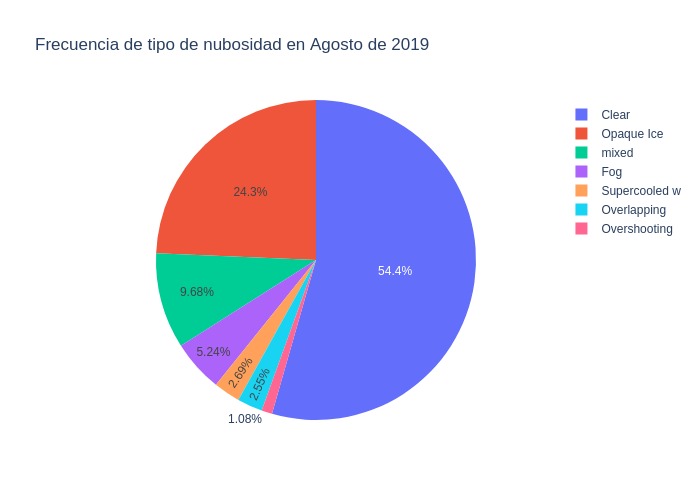 Frecuencia de tipo de nubosidad en Agosto de 2019
Clear
Opaque Ice
mixed
Fog
Supercooled w
Overlapping
Overshooting
54.4%
24.3%
9.68%
5.24%
2.69%
2.55%
1.08%